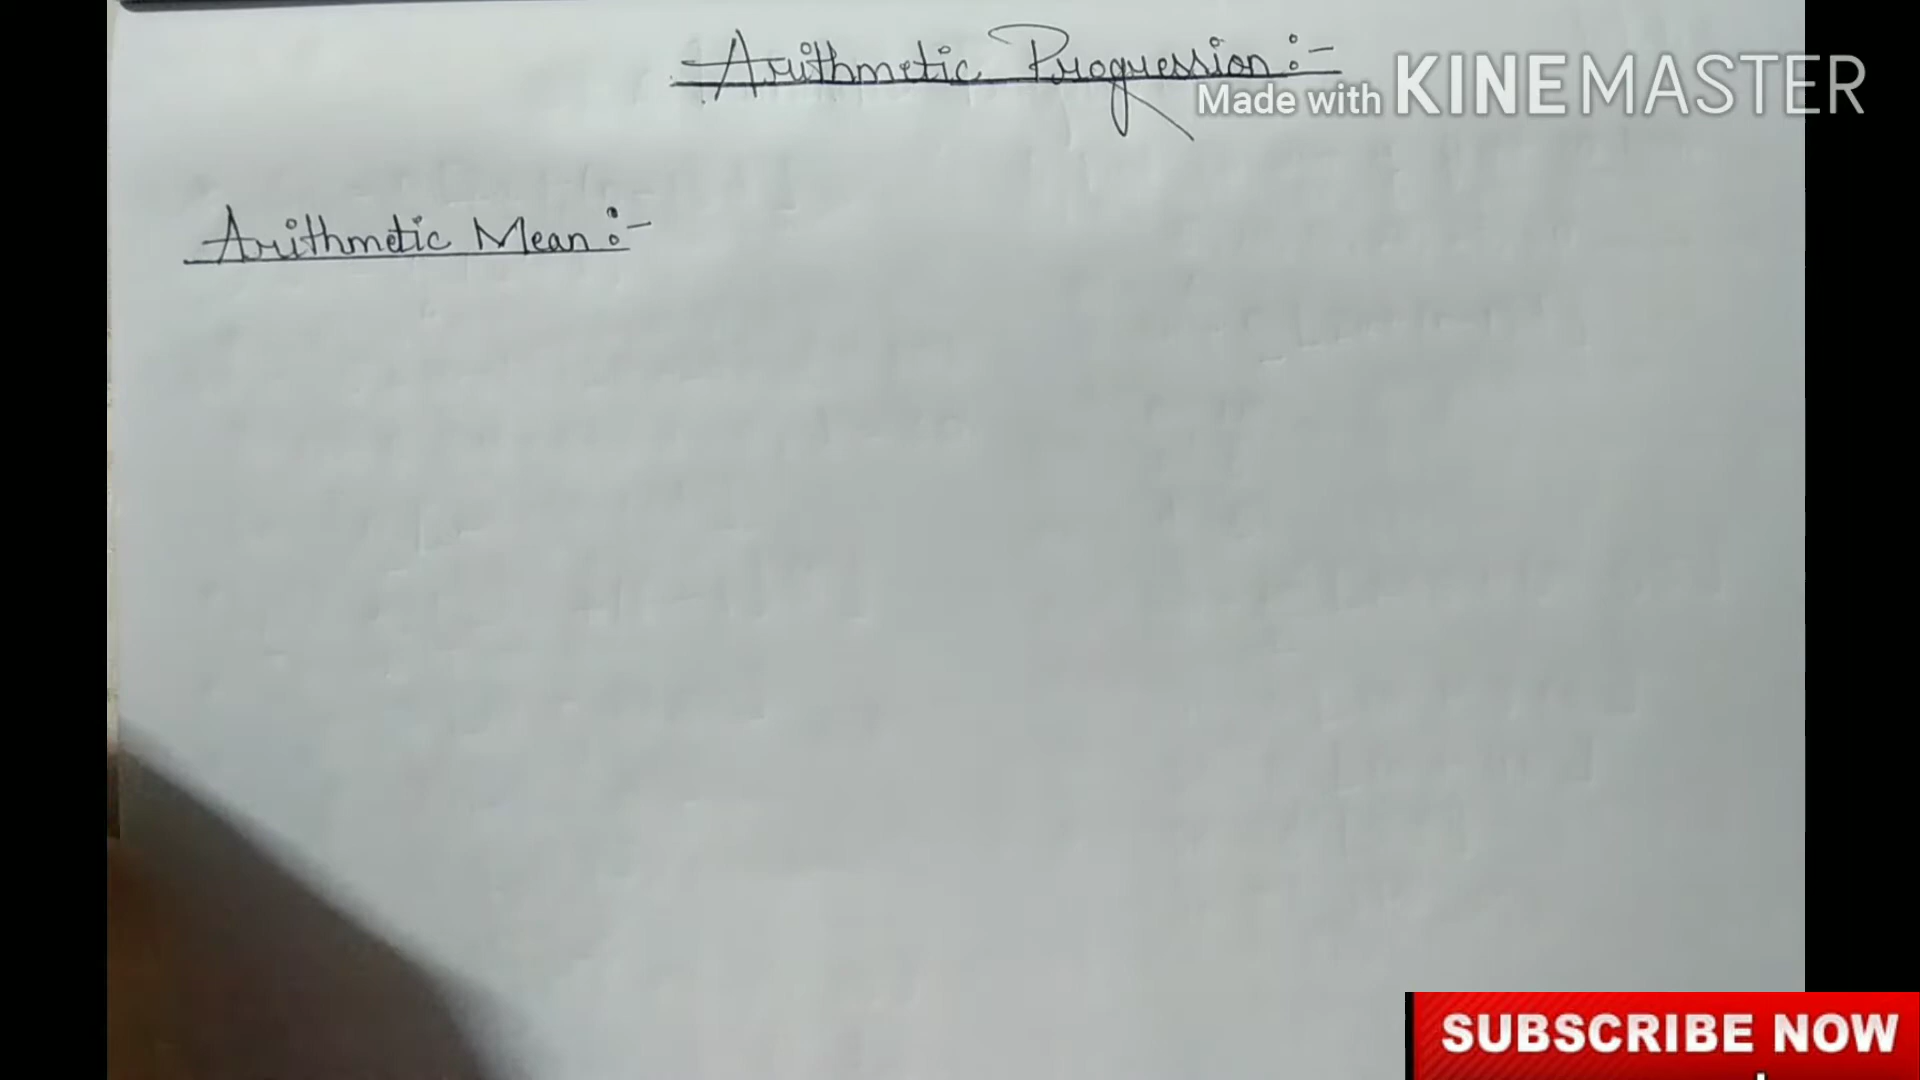 Arithmetic Progression :-
Made with KINEMASTER
Arithmetic Mean :-
SUBSCRIBE NOW